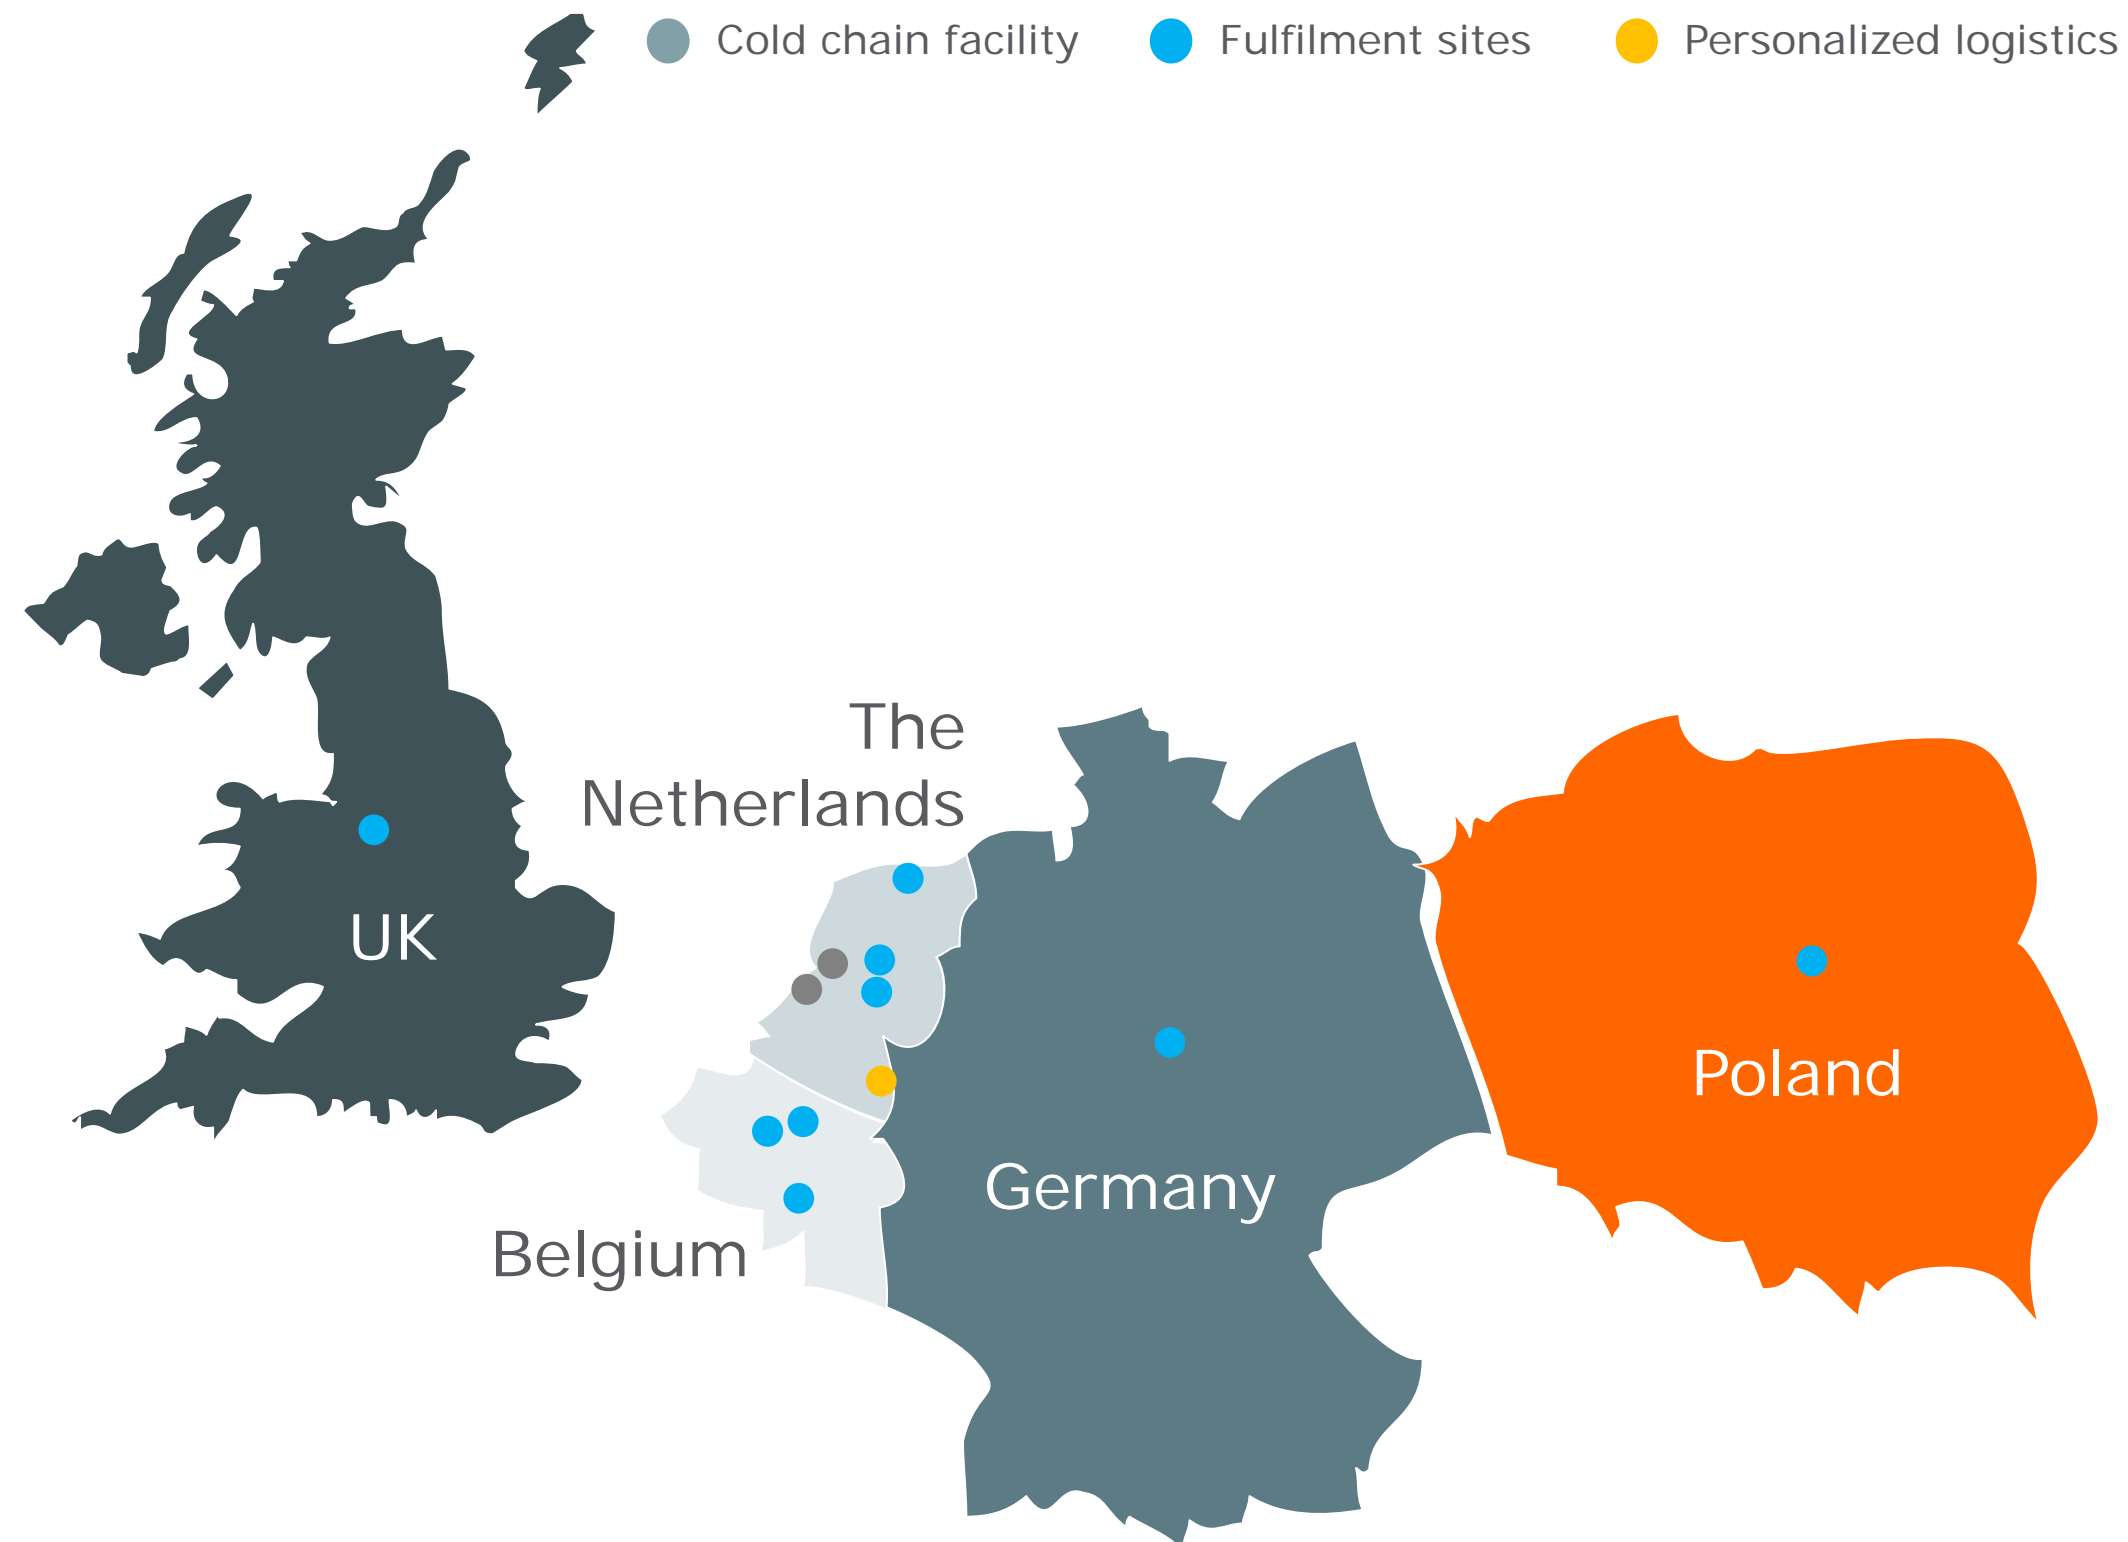 Cold chain facility
Fulfilment sites
Personalized logistics
The
Netherlands
UK
Poland
Germany
Belgium